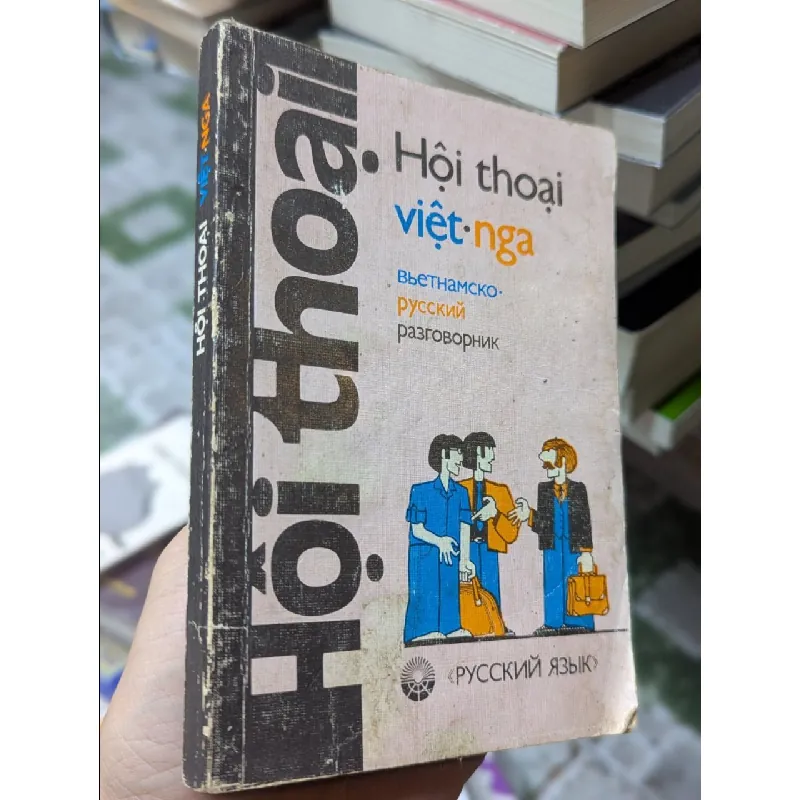 HỘI THOẠI VIỆT·NGA
Hội thoại
Hội thoại
việt·nga
вьетнамско-
русский
разговорник
«РУССКИЙ ЯЗЫК»